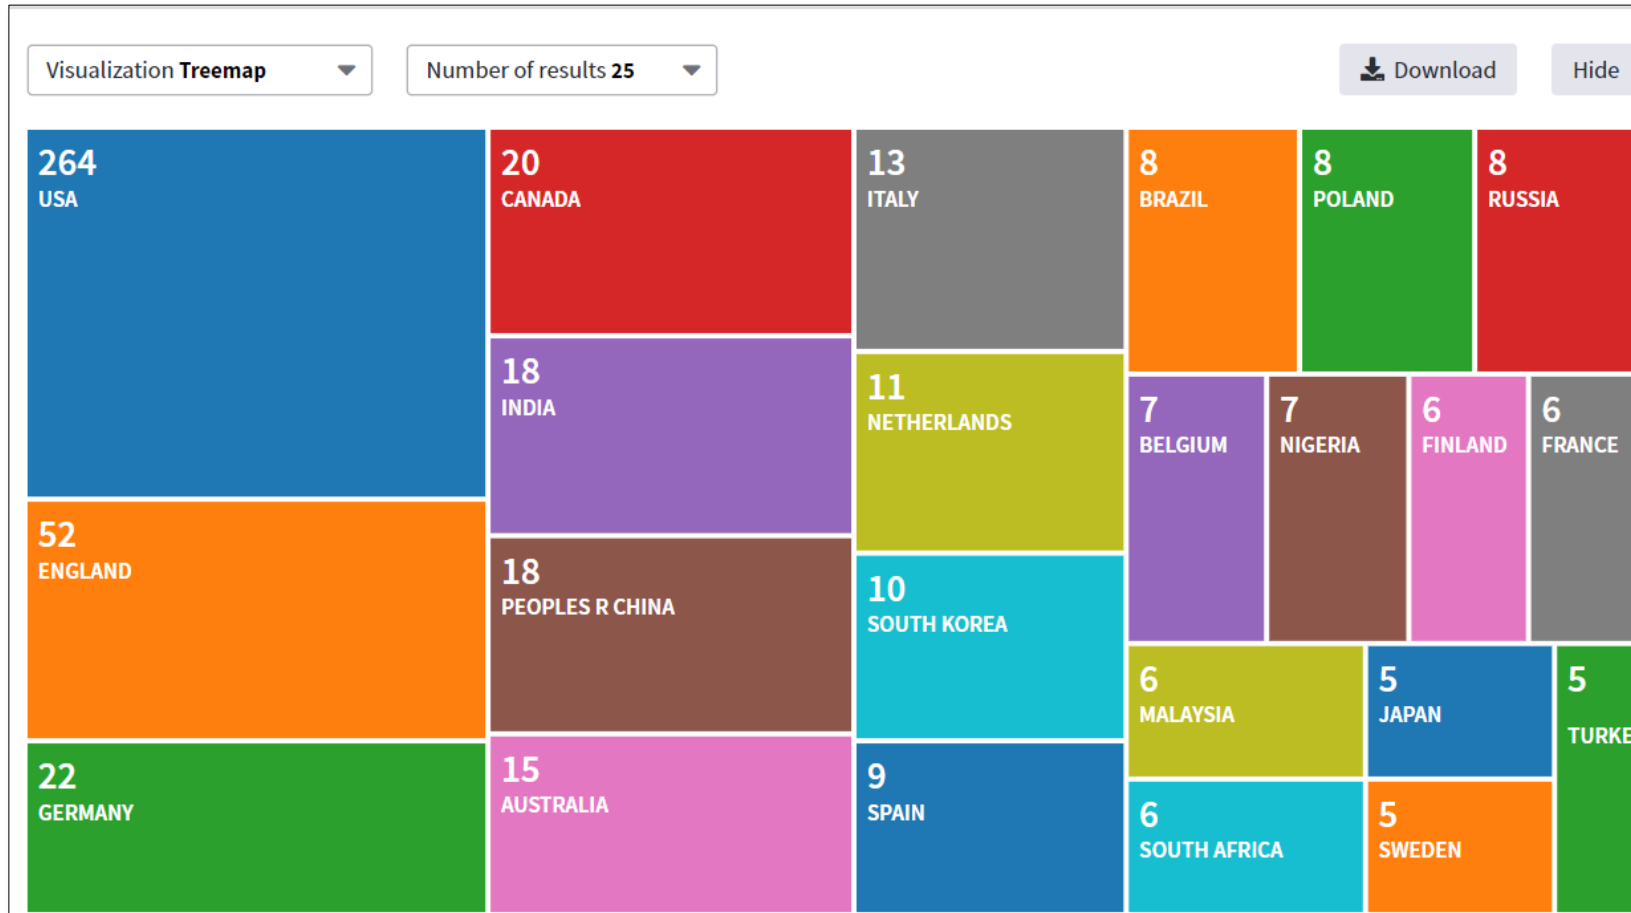 Visualization Treemap
Number of results 25
Download
Hide
264
USA
52
ENGLAND
22
GERMANY
20
CANADA
18
INDIA
18
PEOPLES R CHINA
15
AUSTRALIA
13
ITALY
11
NETHERLANDS
10
SOUTH KOREA
9
SPAIN
8
BRAZIL
8
POLAND
8
RUSSIA
7
BELGIUM
7
NIGERIA
6
FINLAND
6
FRANCE
6
MALAYSIA
5
JAPAN
5
TURKE
6
SOUTH AFRICA
5
SWEDEN